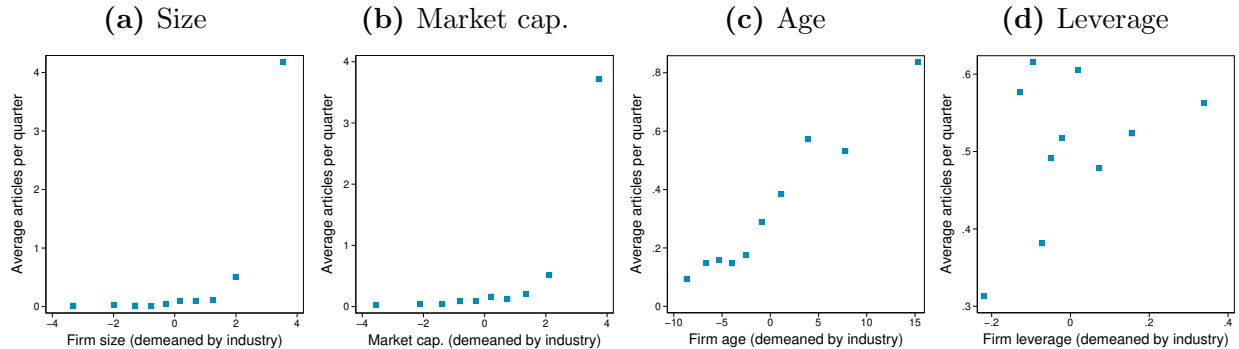 (a) Size
Average articles per quarter
4
3
2
1
0
−4 −2 0 2 4
Firm size (demeaned by industry)
(b) Market cap.
Average articles per quarter
4
3
2
1
0
−4 −2 0 2 4
Market cap. (demeaned by industry)
(c) Age
Average articles per quarter
.8
.6
.4
.2
0
−10 −5 0 5 10 15
Firm age (demeaned by industry)
(d) Leverage
Average articles per quarter
.6
.5
.4
.3
−.2 0 .2 .4
Firm leverage (demeaned by industry)